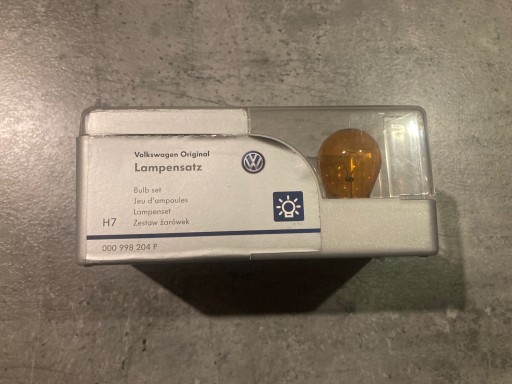 Volkswagen Original
Lampensatz
Bulb set
Jeu d'ampoules
Lampenset
H7 Zestaw żarówek
000 998 204 P